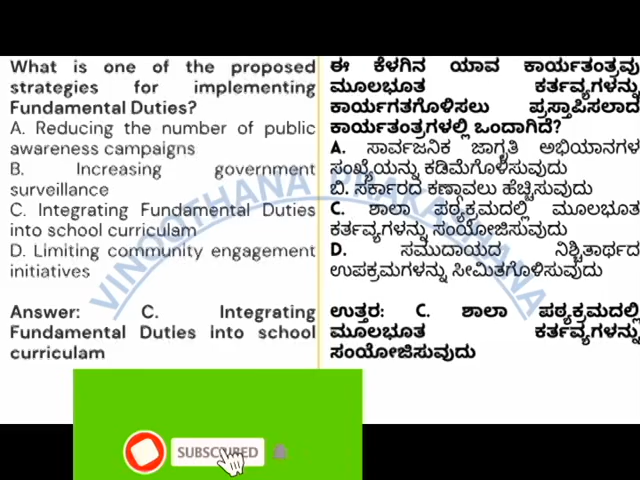 What is one of the proposed
strategies for implementing
Fundamental Duties?
A. Reducing the number of public
awareness campaigns
B. Increasing government
surveillance
C. Integrating Fundamental Duties
into school curriculam
D. Limiting community engagement
initiatives
Answer: C. Integrating
Fundamental Duties into school
curriculam
ಈ ಕೆಳಗಿನ ಯಾವ ಕಾರ್ಯತಂತ್ರವು
ಮೂಲಭೂತ ಕರ್ತವ್ಯಗಳನ್ನು
ಕಾರ್ಯಗತಗೊಳಿಸಲು ಪ್ರಸ್ತಾಪಿಸಲಾದ
ಕಾರ್ಯತಂತ್ರಗಳಲ್ಲಿ ಒಂದಾಗಿದೆ?
A. ಸಾರ್ವಜನಿಕ ಜಾಗೃತಿ ಅಭಿಯಾನಗಳ
ಸಂಖ್ಯೆಯನ್ನು ಕಡಿಮೆಗೊಳಿಸುವುದು
ಬಿ. ಸರ್ಕಾರದ ಕಣ್ಗಾವಲು ಹೆಚ್ಚಿಸುವುದು
C. ಶಾಲಾ ಪಠ್ಯಕ್ರಮದಲ್ಲಿ ಮೂಲಭೂತ
ಕರ್ತವ್ಯಗಳನ್ನು ಸಂಯೋಜಿಸುವುದು
D. ಸಮುದಾಯದ ನಿಶ್ಚಿತಾರ್ಥದ
ಉಪಕ್ರಮಗಳನ್ನು ಸೀಮಿತಗೊಳಿಸುವುದು
ಉತ್ತರ: C. ಶಾಲಾ ಪಠ್ಯಕ್ರಮದಲ್ಲಿ
ಮೂಲಭೂತ ಕರ್ತವ್ಯಗಳನ್ನು
ಸಂಯೋಜಿಸುವುದು
VINOOTHANA PRAKASHANA
SUBSCRIBED